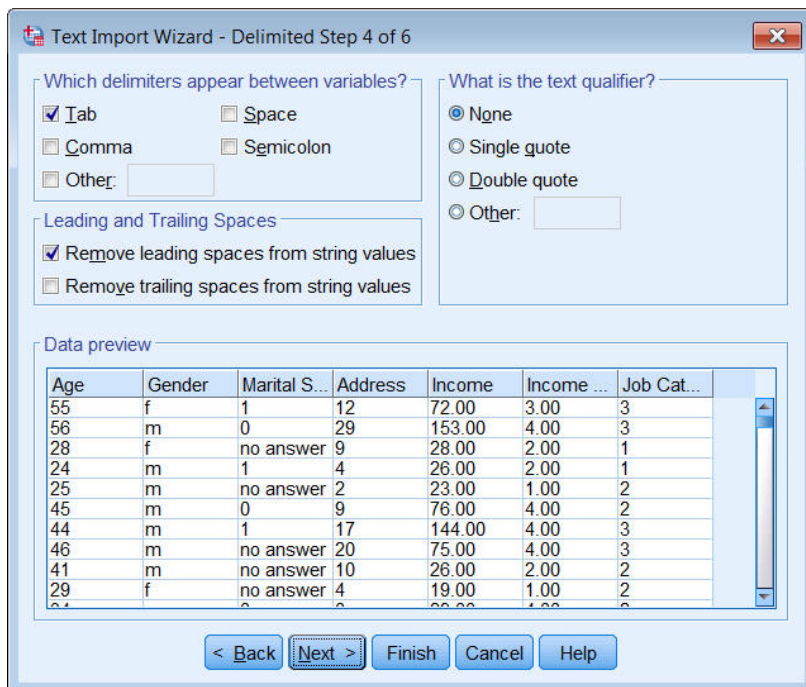 Text Import Wizard - Delimited Step 4 of 6
Which delimiters appear between variables?
Tab
Space
Comma
Semicolon
Other:
What is the text qualifier?
None
Single quote
Double quote
Other:
Leading and Trailing Spaces
Remove leading spaces from string values
Remove trailing spaces from string values
Data preview
Age Gender Marital S... Address Income Income ... Job Cat...
55 f 1 12 72.00 3.00 3
56 m 0 29 153.00 4.00 3
28 f no answer 9 28.00 2.00 1
24 m 1 4 26.00 2.00 1
25 m no answer 2 23.00 1.00 2
45 m 0 9 76.00 4.00 2
44 m 1 17 144.00 4.00 3
46 m no answer 20 75.00 4.00 3
41 m no answer 10 26.00 2.00 2
29 f no answer 4 19.00 1.00 2
< Back Next > Finish Cancel Help